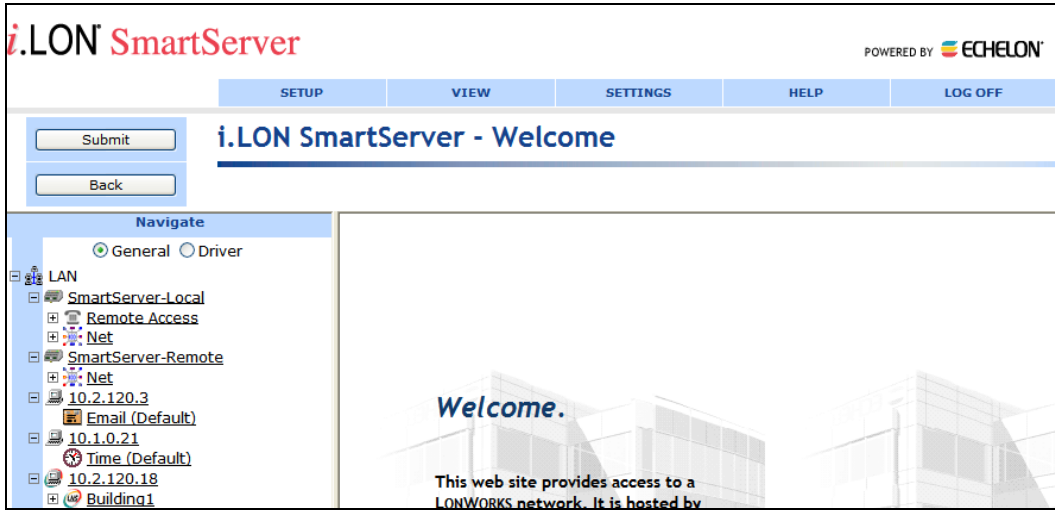 i.LON® SmartServer
POWERED BY ECHELON®
SETUP VIEW SETTINGS HELP LOG OFF
Submit
i.LON SmartServer - Welcome
Back
Navigate
General Driver
LAN
SmartServer-Local
Remote Access
Net
SmartServer-Remote
Net
10.2.120.3
Email (Default)
10.1.0.21
Time (Default)
10.2.120.18
LNS Building1
Welcome.
This web site provides access to a
LONWORKS network. It is hosted by